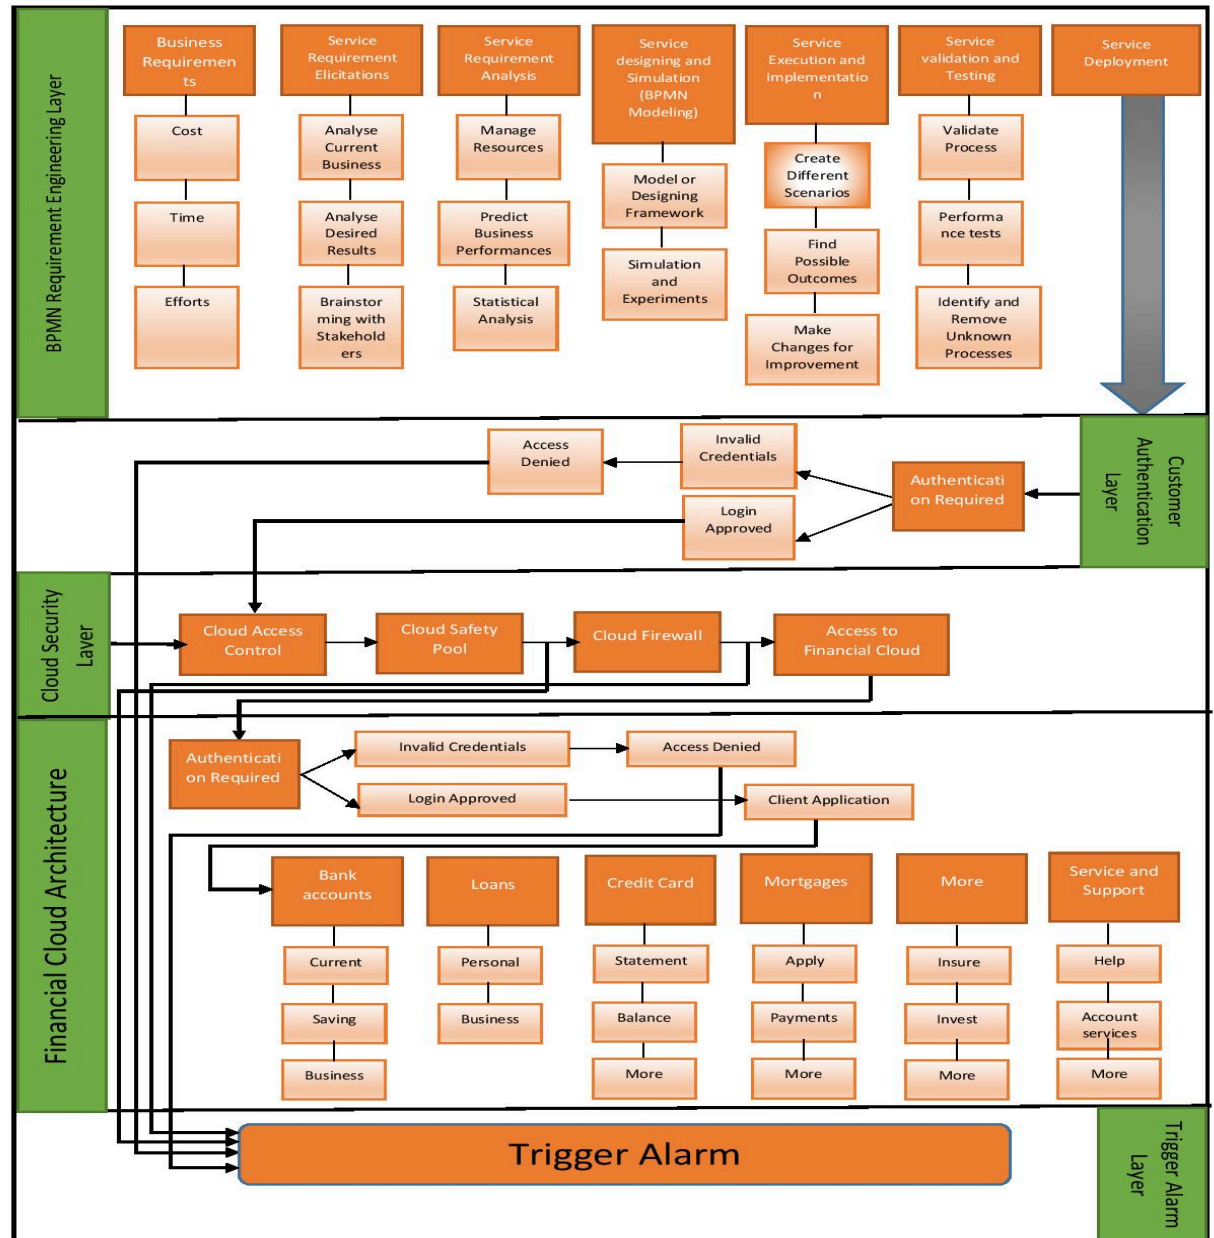 BPMN Requirement Engineering Layer
Business
Requiremen
ts
Cost
Time
Efforts
Service
Requirement
Elicitations
Analyse
Current
Business
Analyse
Desired
Results
Brainstor
ming with
Stakehold
ers
Service
Requirement
Analysis
Manage
Resources
Predict
Business
Performances
Statistical
Analysis
Service
designing and
Simulation
(BPMN
Modeling)
Model or
Designing
Framework
Simulation
and
Experiments
Service
Execution and
Implementatio
n
Create
Different
Scenarios
Find
Possible
Outcomes
Make
Changes for
Improvement
Service
validation and
Testing
Validate
Process
Performa
nce tests
Identify and
Remove
Unknown
Processes
Service
Deployment
Customer
Authentication
Layer
Authenticati
on Required
Invalid
Credentials
Access
Denied
Login
Approved
Cloud Security
Layer
Cloud Access
Control
Cloud Safety
Pool
Cloud Firewall
Access to
Financial Cloud
Financial Cloud Architecture
Authenticati
on Required
Invalid Credentials
Access Denied
Login Approved
Client Application
Bank
accounts
Current
Saving
Business
Loans
Personal
Business
Credit Card
Statement
Balance
More
Mortgages
Apply
Payments
More
More
Insure
Invest
More
Service and
Support
Help
Account
services
More
Trigger Alarm
Trigger Alarm
Layer